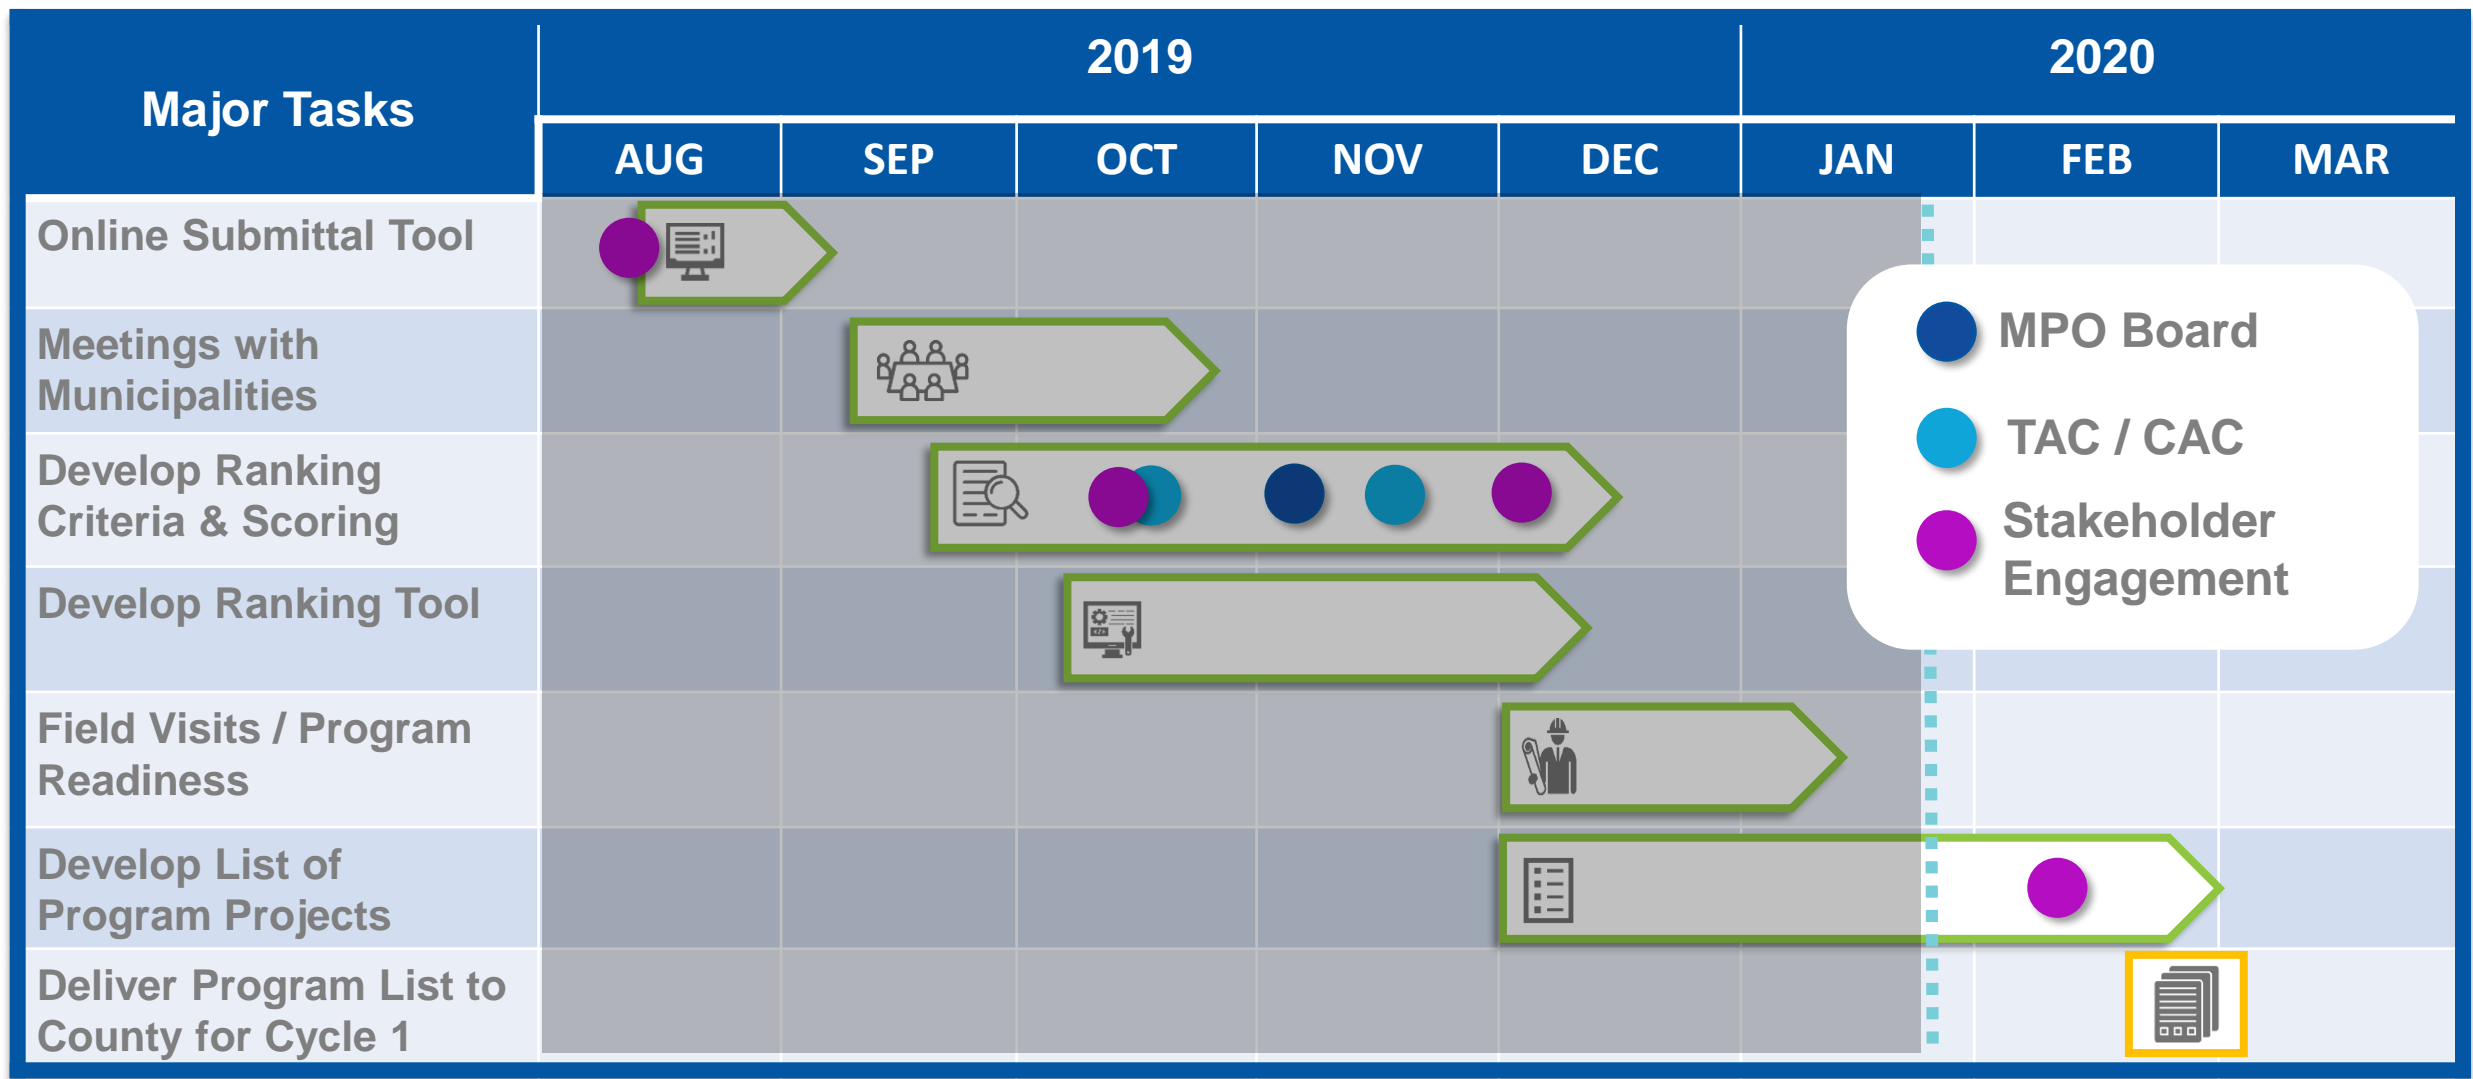 2019
2020
Major Tasks
AUG
SEP
OCT
NOV
DEC
JAN
FEB
MAR
Online Submittal Tool
Meetings with
Municipalities
Develop Ranking
Criteria & Scoring
Develop Ranking Tool
Field Visits / Program
Readiness
Develop List of
Program Projects
Deliver Program List to
County for Cycle 1
MPO Board
TAC / CAC
Stakeholder
Engagement